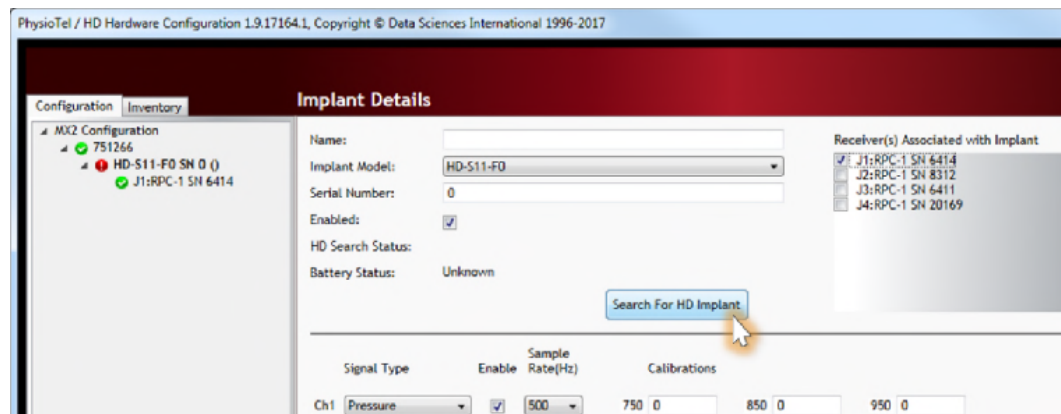 PhysioTel / HD Hardware Configuration 1.9.17164.1, Copyright © Data Sciences International 1996-2017
Configuration
Inventory
MX2 Configuration
751266
HD-S11-F0 SN 0 ()
J1:RPC-1 SN 6414
Implant Details
Name:
Implant Model: HD-S11-F0
Serial Number: 0
Enabled:
HD Search Status:
Battery Status: Unknown
Search For HD Implant
Receiver(s) Associated with Implant
J1:RPC-1 SN 6414
J2:RPC-1 SN 8312
J3:RPC-1 SN 6411
J4:RPC-1 SN 20169
Signal Type Enable Sample Rate(Hz) Calibrations
Ch1 Pressure 500 750 0 850 0 950 0